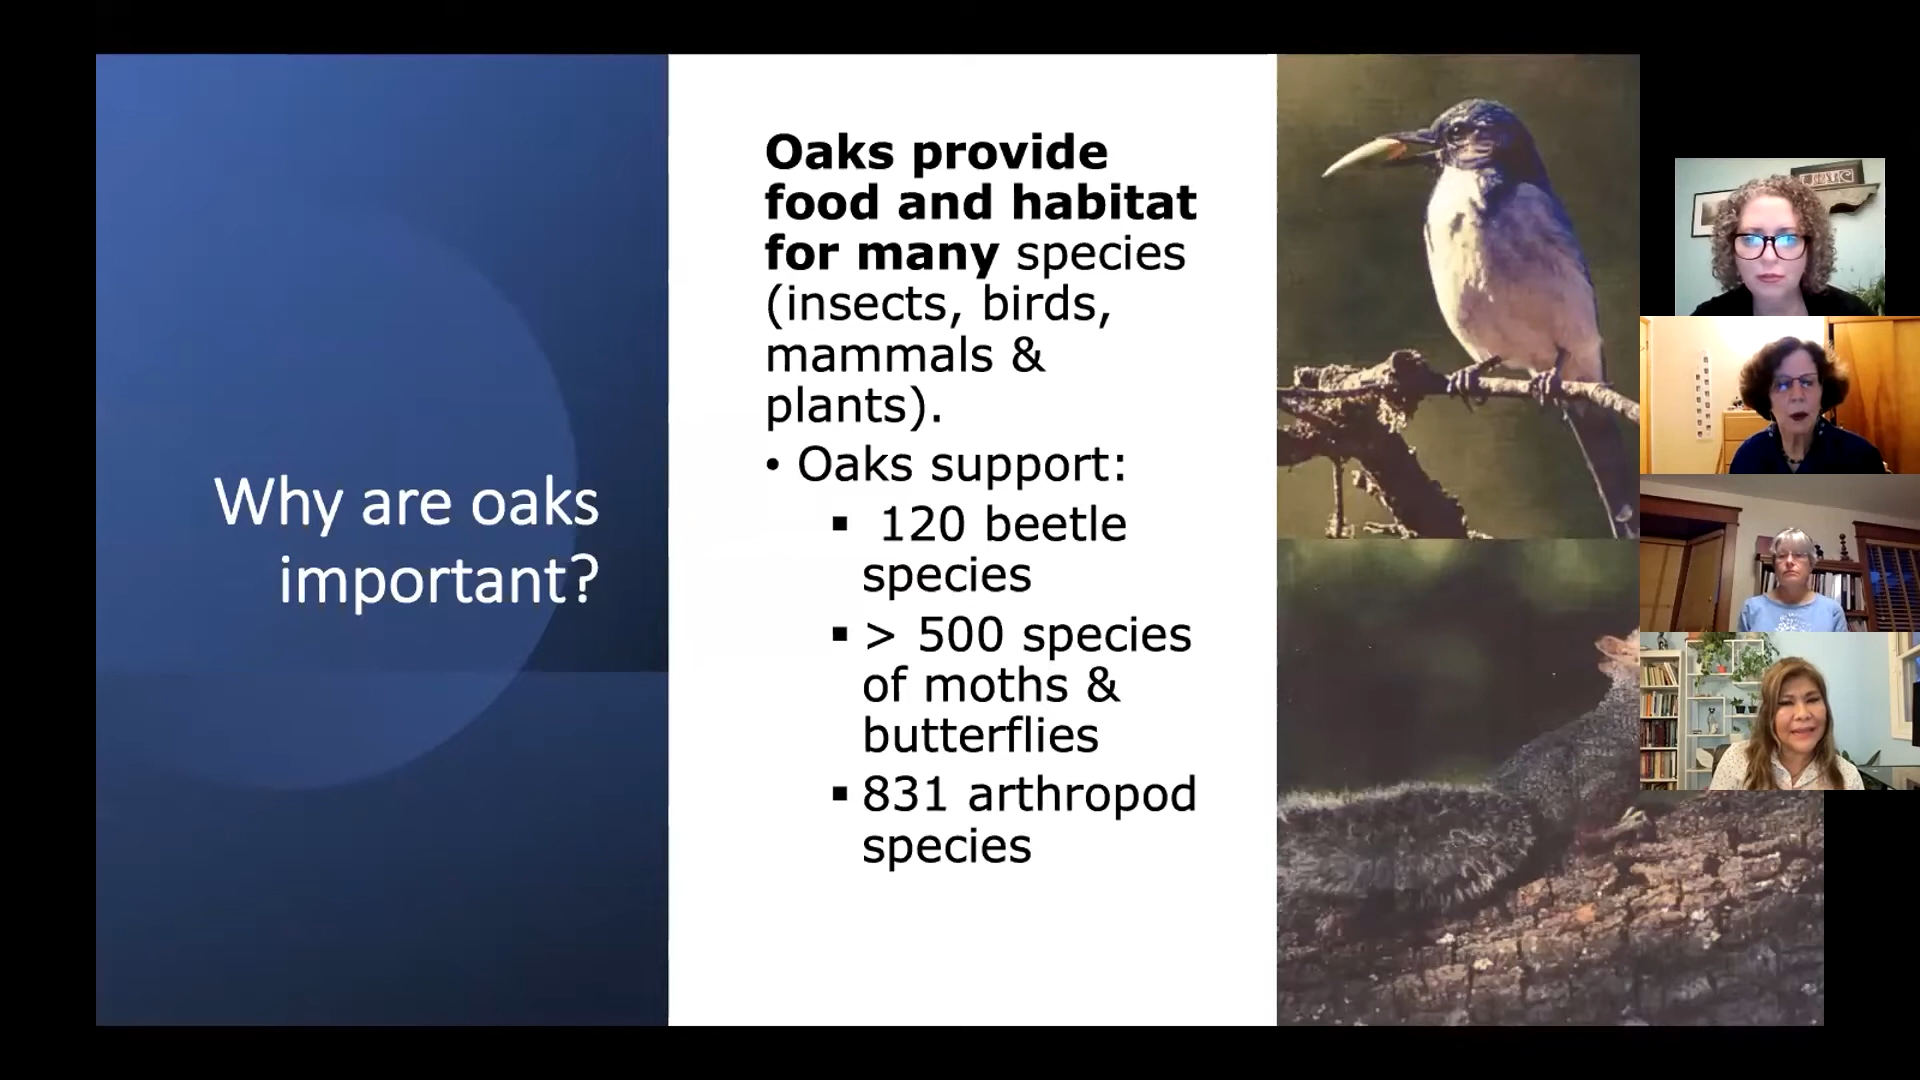 Why are oaks
important?
Oaks provide
food and habitat
for many species
(insects, birds,
mammals &
plants).
• Oaks support:
▪ 120 beetle
species
▪ > 500 species
of moths &
butterflies
▪ 831 arthropod
species